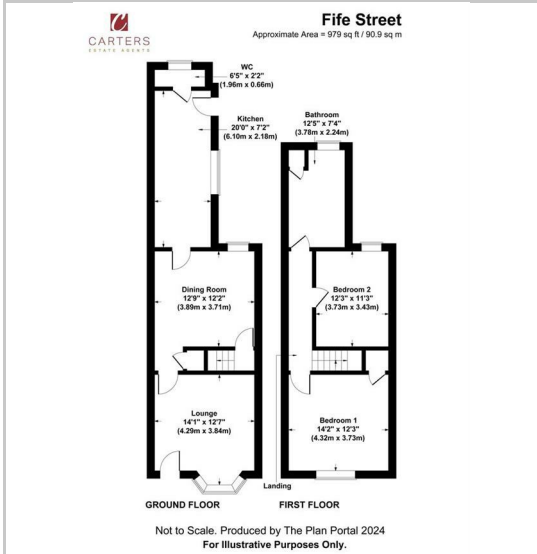 CARTERS
ESTATE AGENTS
Fife Street
Approximate Area = 979 sq ft / 90.9 sq m
WC
6'5" x 2'2"
(1.96m x 0.66m)
Kitchen
20'0" x 7'2"
(6.10m x 2.18m)
Bathroom
12'5" x 7'4"
(3.78m x 2.24m)
Dining Room
12'9" x 12'2"
(3.89m x 3.71m)
Bedroom 2
12'3" x 11'3"
(3.73m x 3.43m)
Lounge
14'1" x 12'7"
(4.29m x 3.84m)
Bedroom 1
14'2" x 12'3"
(4.32m x 3.73m)
Landing
GROUND FLOOR
FIRST FLOOR
Not to Scale. Produced by The Plan Portal 2024
For Illustrative Purposes Only.